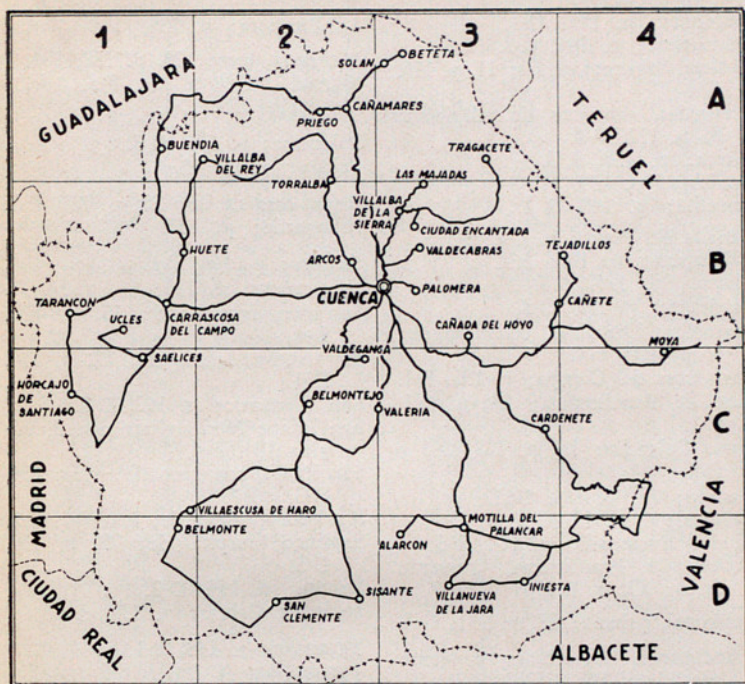 1
2
3
4
A
B
C
D
GUADALAJARA
TERUEL
VALENCIA
ALBACETE
CIUDAD REAL
MADRID
BETETA
SOLAN
CAÑAMARES
PRIEGO
BUENDIA
VILLALBA
DEL REY
TRAGACETE
TORRALBA
LAS MAJADAS
VILLALBA
DE LA
SIERRA
CIUDAD ENCANTADA
HUETE
ARCOS
VALDECABRAS
TEJADILLOS
CUENCA
PALOMERA
TARANCON
UCLES
CARRASCOSA
DEL CAMPO
CAÑETE
CAÑADA DEL HOYO
MOYA
SAELICES
VALDEGANGA
HORCAJO
DE
SANTIAGO
BELMONTEJO
VALERIA
CARDENETE
VILLAESCUSA DE HARO
BELMONTE
ALARCON
MOTILLA DEL
PALANCAR
SISANTE
SAN
CLEMENTE
VILLANUEVA
DE LA JARA
INIESTA